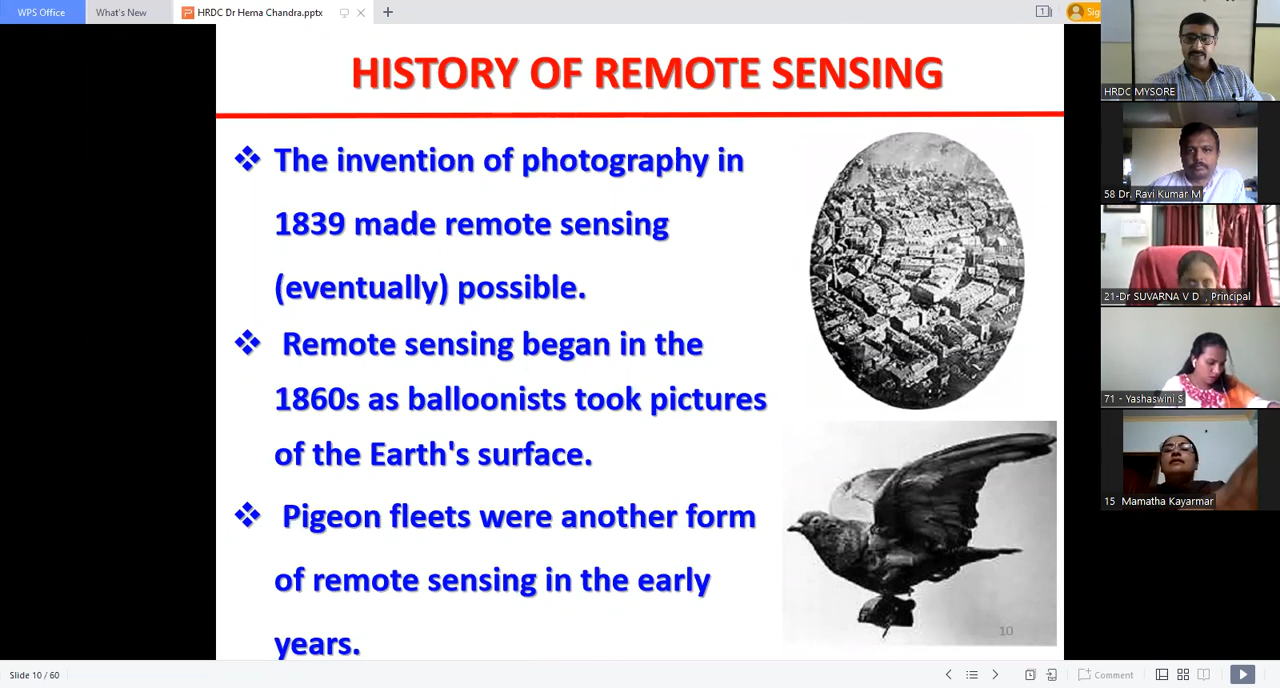 WPS Office
What's New
HRDC Dr Hema Chandra.pptx
1
HISTORY OF REMOTE SENSING
The invention of photography in
1839 made remote sensing
(eventually) possible.
Remote sensing began in the
1860s as balloonists took pictures
of the Earth's surface.
Pigeon fleets were another form
of remote sensing in the early
years.
10
HRDC MYSORE
58 Dr. Ravi Kumar M
21-Dr SUVARNA V D , Principal
71 - Yashaswini S
15 Mamatha Kayarmar
Slide 10 / 60
Comment